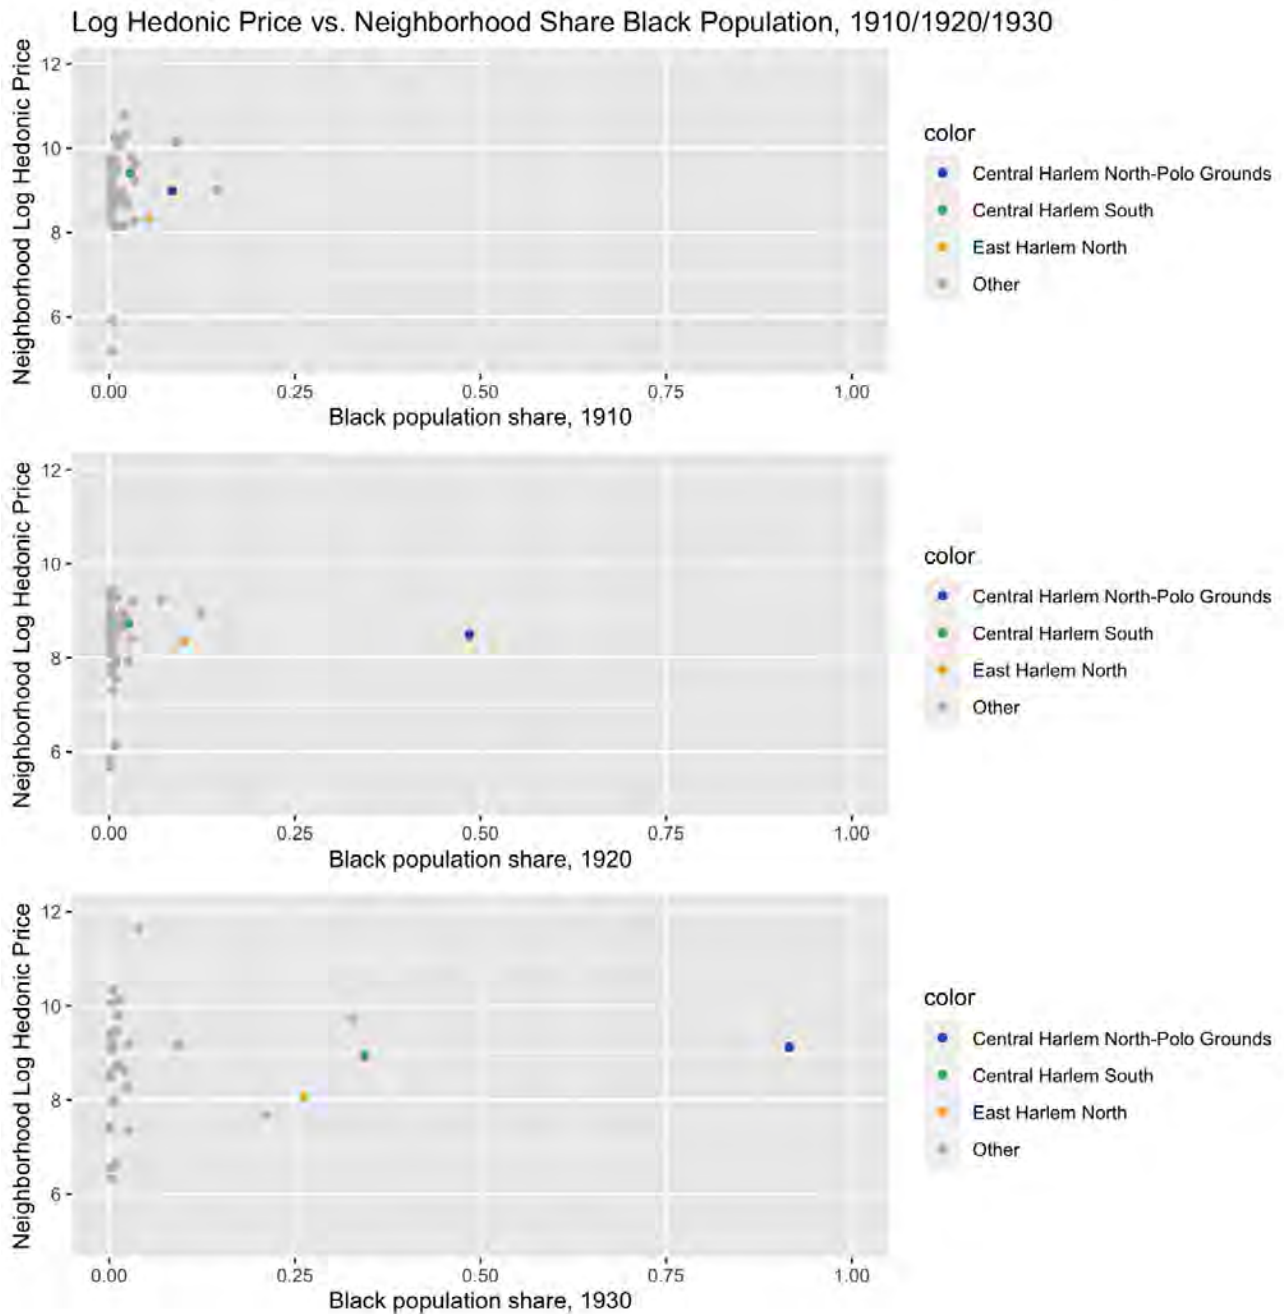 Log Hedonic Price vs. Neighborhood Share Black Population, 1910/1920/1930
Neighborhood Log Hedonic Price
12
10
8
6
0.00 0.25 0.50 0.75 1.00
Black population share, 1910
color
Central Harlem North-Polo Grounds
Central Harlem South
East Harlem North
Other
Neighborhood Log Hedonic Price
12
10
8
6
0.00 0.25 0.50 0.75 1.00
Black population share, 1920
color
Central Harlem North-Polo Grounds
Central Harlem South
East Harlem North
Other
Neighborhood Log Hedonic Price
12
10
8
6
0.00 0.25 0.50 0.75 1.00
Black population share, 1930
color
Central Harlem North-Polo Grounds
Central Harlem South
East Harlem North
Other